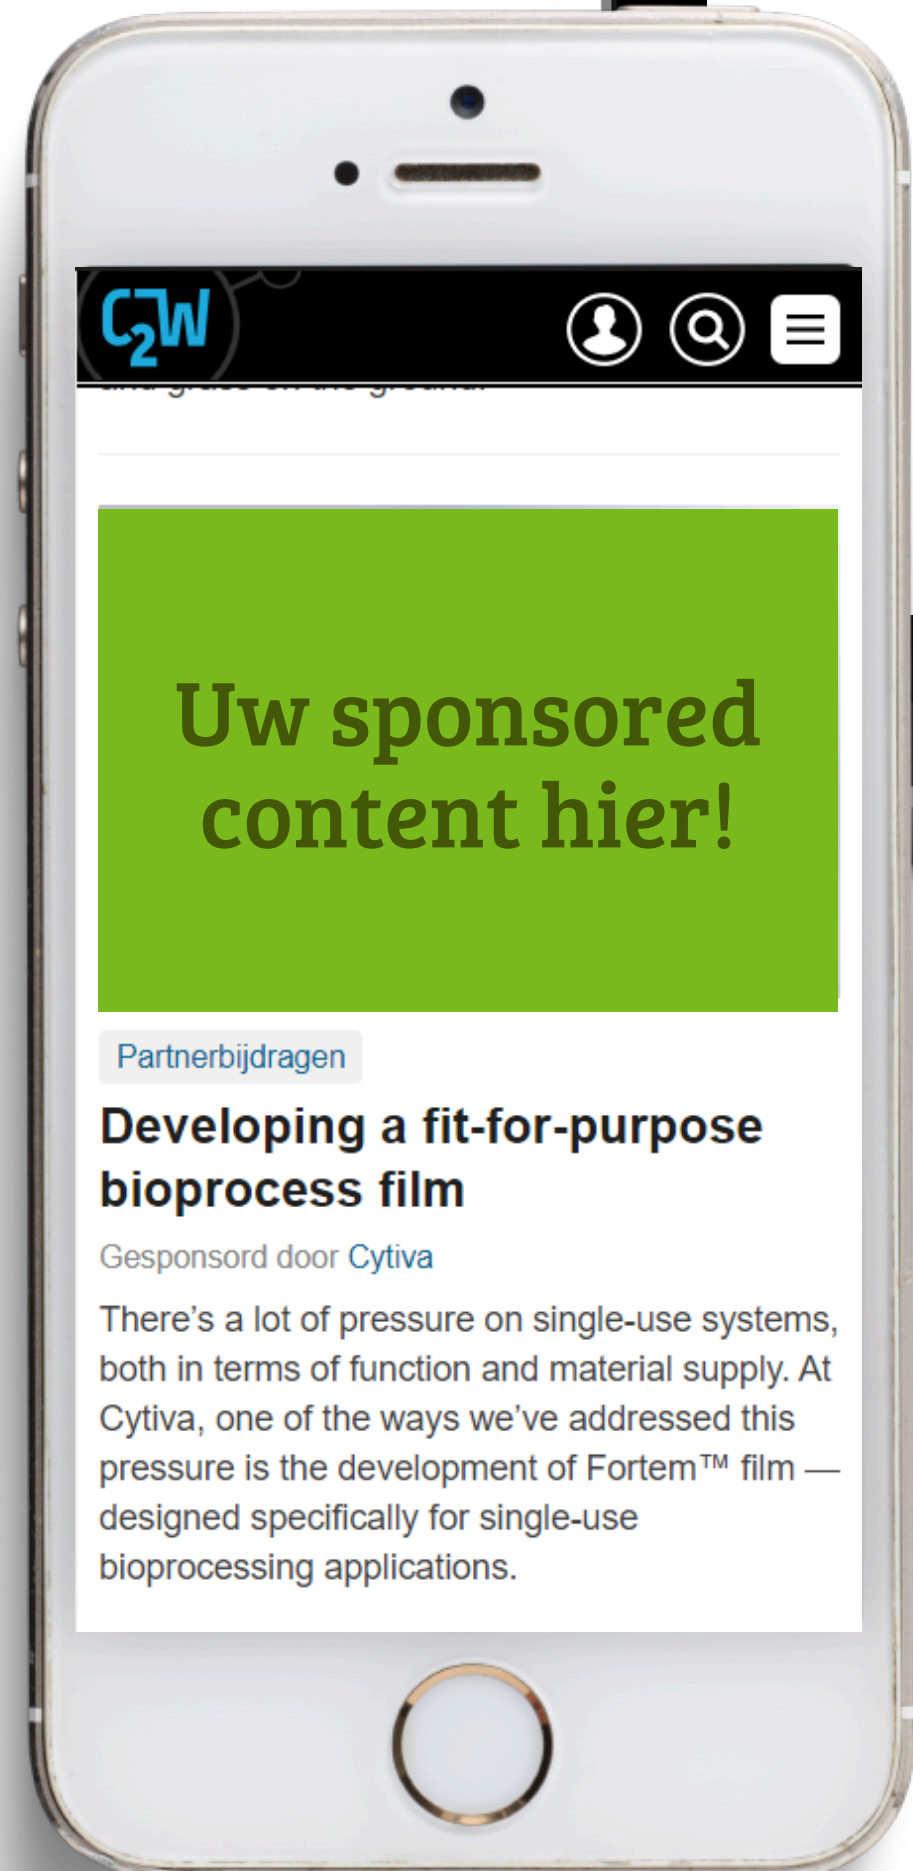 C2W
Uw sponsored
content hier!
Partnerbijdragen
Developing a fit-for-purpose
bioprocess film
Gesponsord door Cytiva
There’s a lot of pressure on single-use systems,
both in terms of function and material supply. At
Cytiva, one of the ways we’ve addressed this
pressure is the development of Fortem™ film —
designed specifically for single-use
bioprocessing applications.